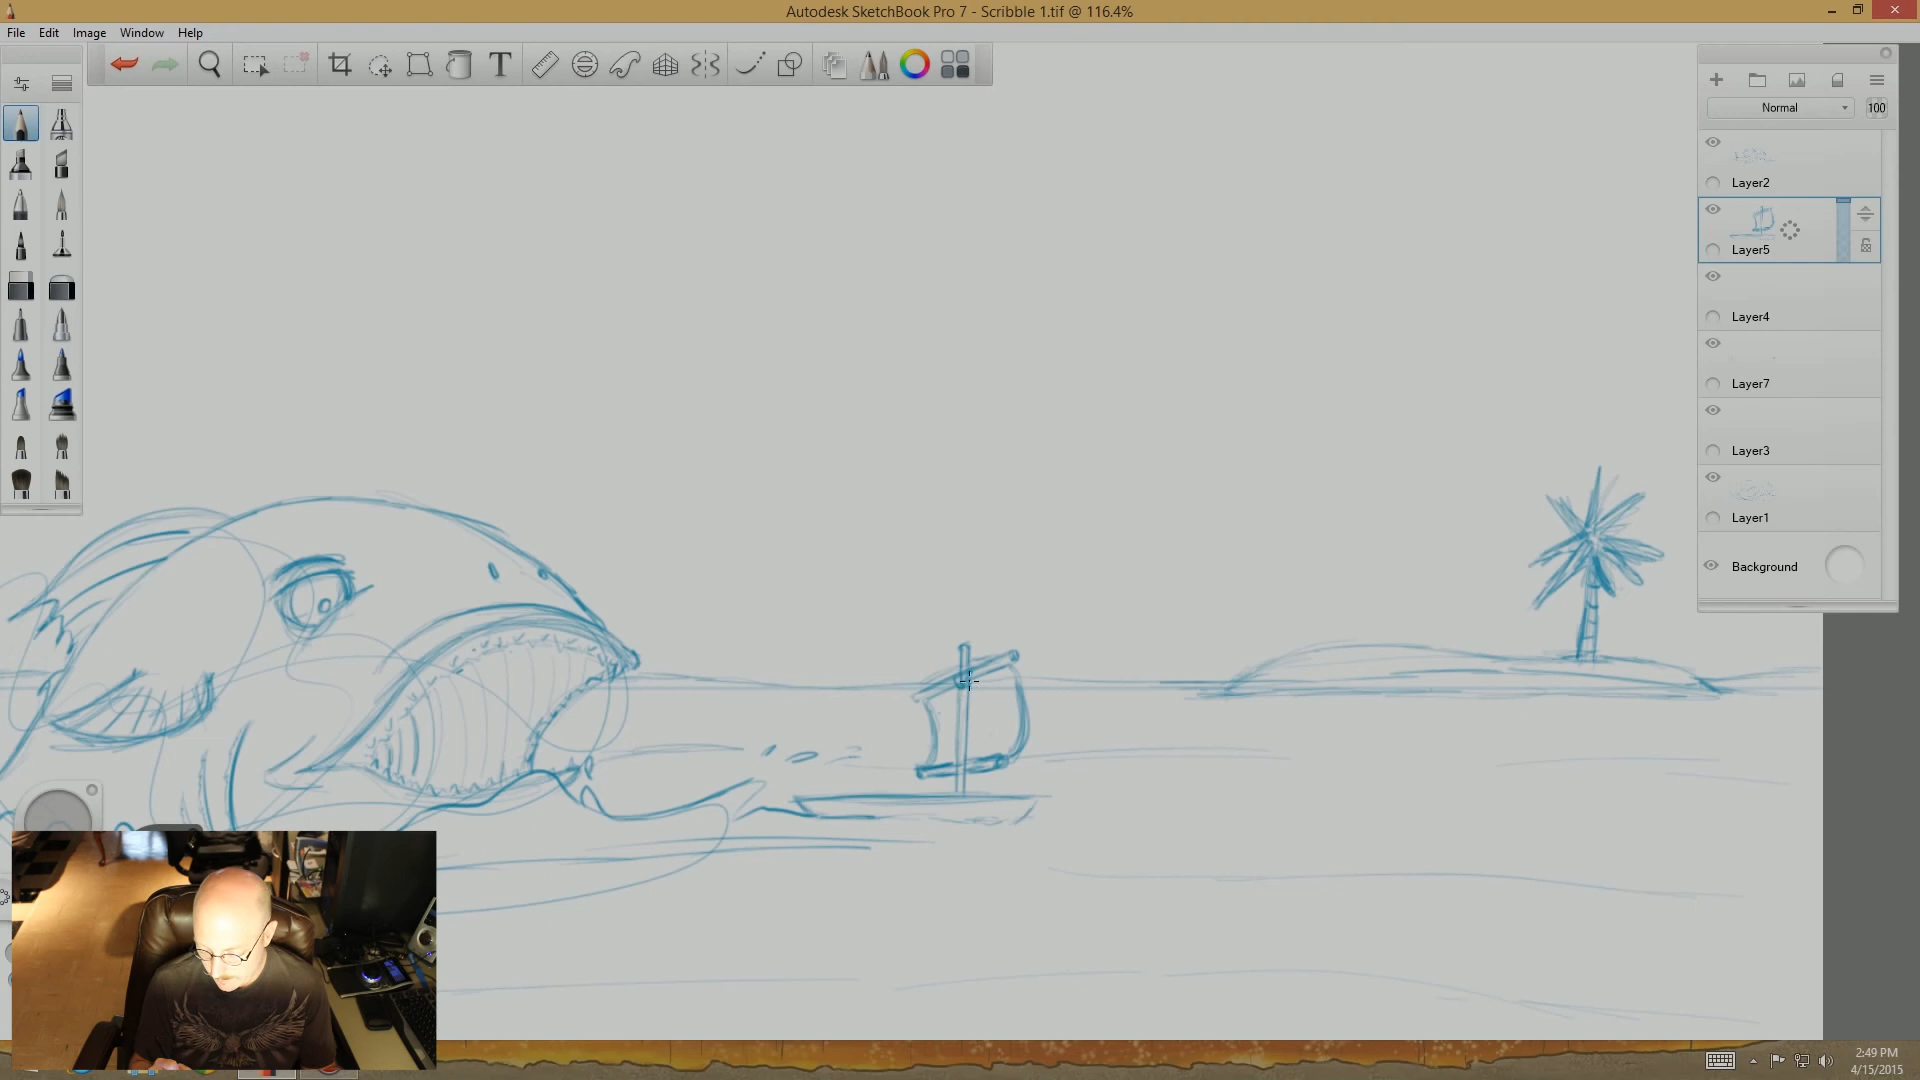 Autodesk SketchBook Pro 7 - Scribble 1.tif @ 116.4%
File Edit Image Window Help
T
Normal 100
Layer2
Layer5
Layer4
Layer7
Layer3
Layer1
Background
2:49 PM
4/15/2015